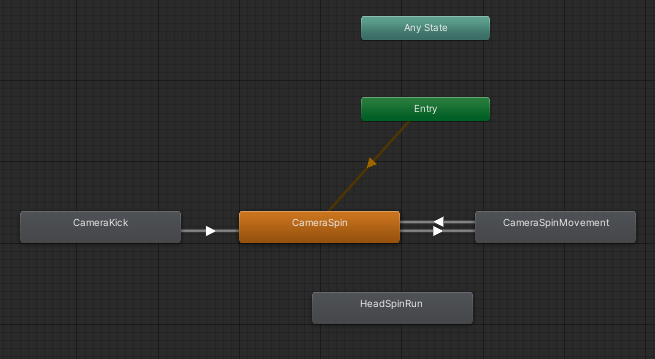 Any State
Entry
CameraKick
CameraSpin
CameraSpinMovement
HeadSpinRun